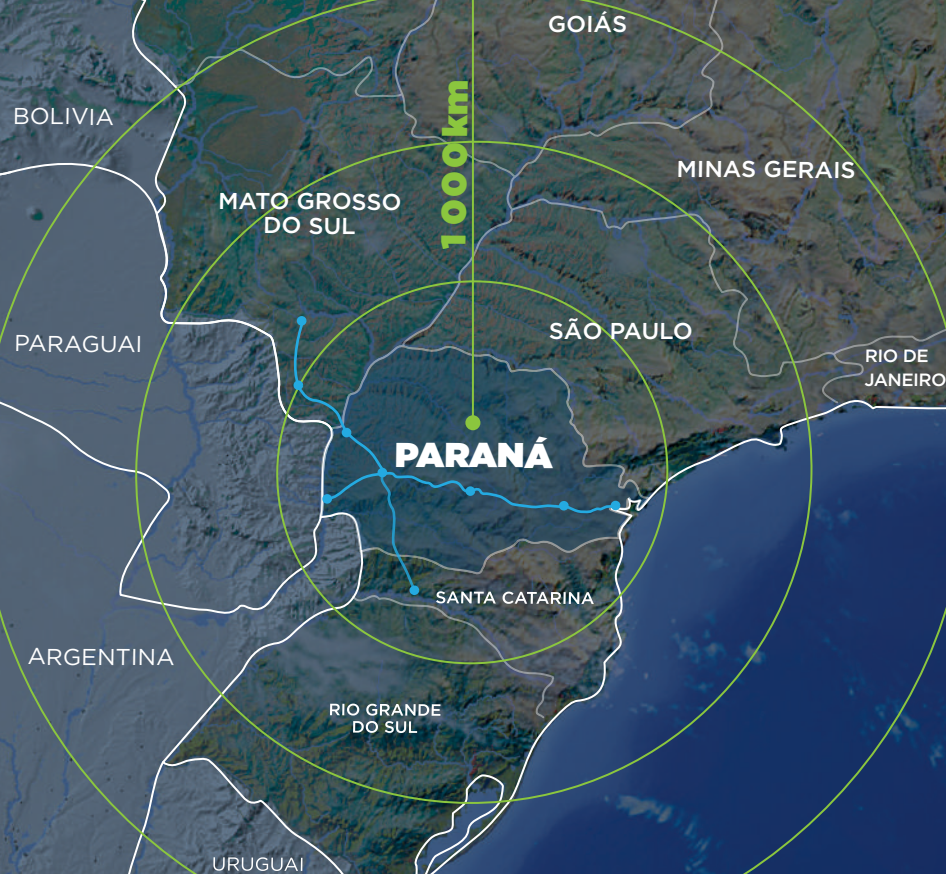 GOIÁS
BOLIVIA
1000km
MINAS GERAIS
MATO GROSSO
DO SUL
SÃO PAULO
PARAGUAI
RIO DE
JANEIRO
PARANÁ
SANTA CATARINA
ARGENTINA
RIO GRANDE
DO SUL
URUGUAI